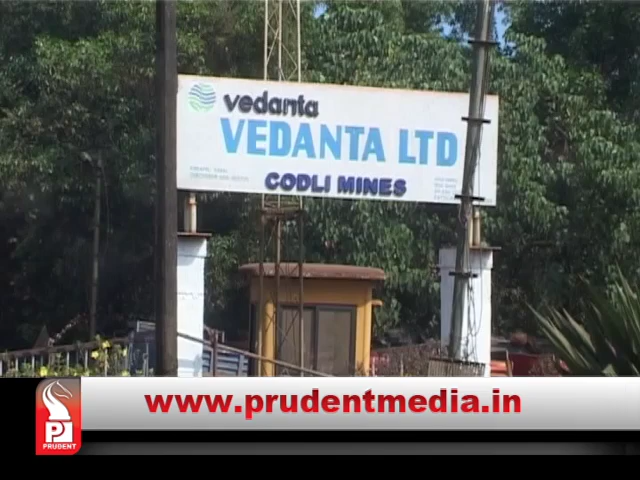 vedanta
VEDANTA LTD
CODLI MINES
www.prudentmedia.in
P
PRUDENT